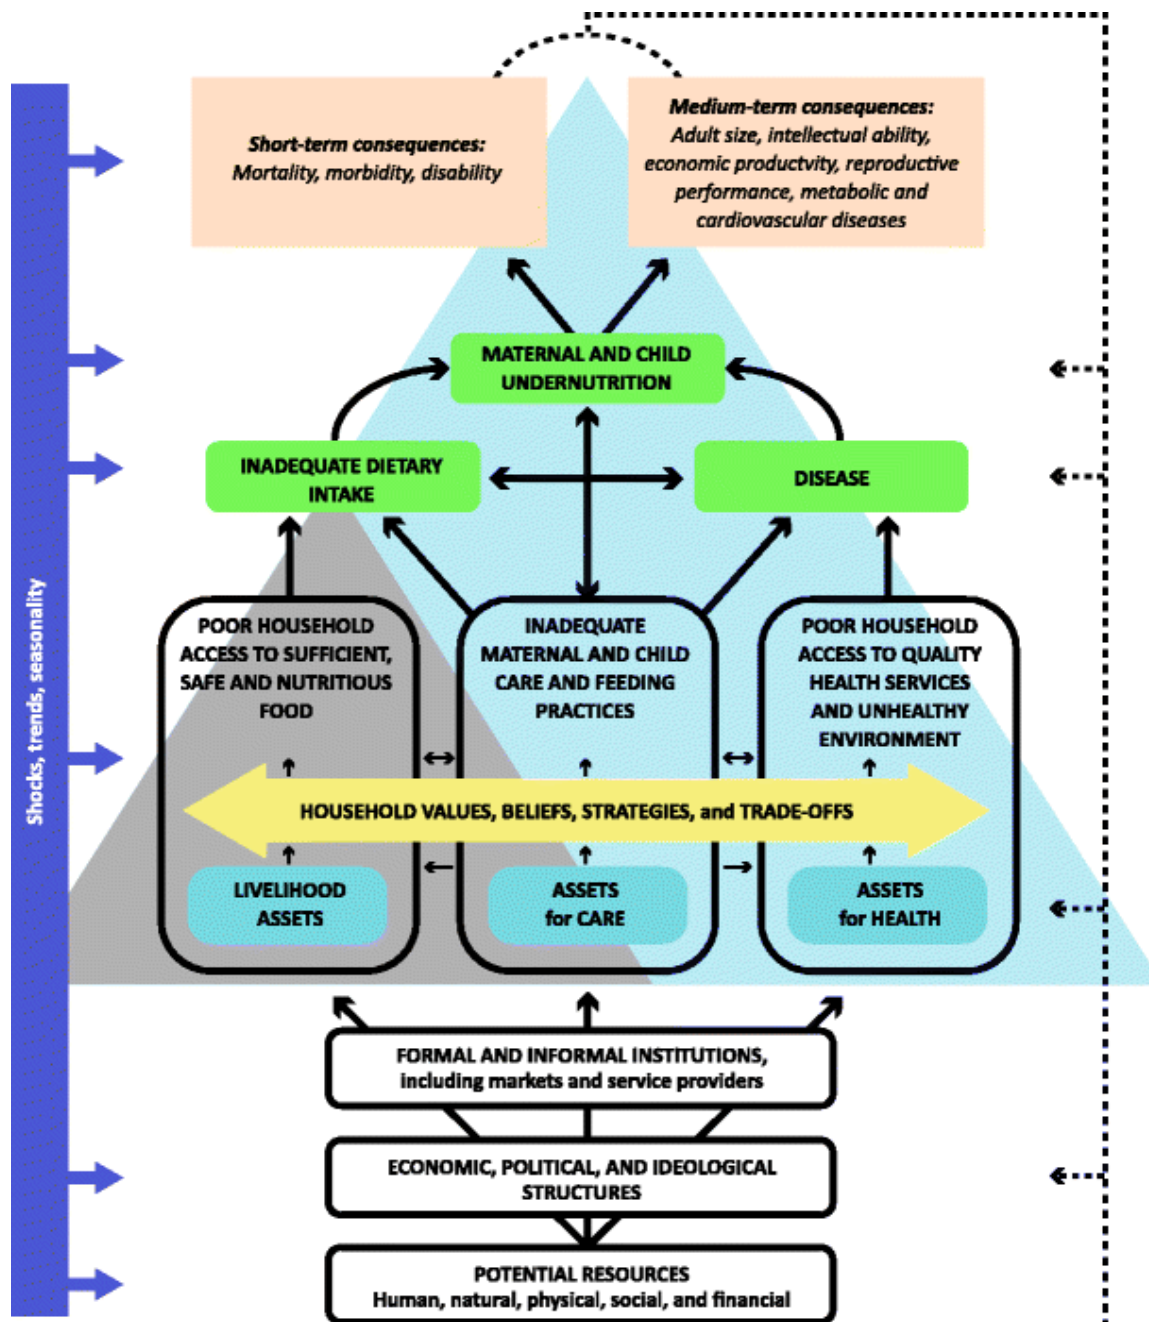 Short-term consequences:
Mortality, morbidity, disability
Medium-term consequences:
Adult size, intellectual ability,
economic productvity, reproductive
performance, metabolic and
cardiovascular diseases
MATERNAL AND CHILD
UNDERNUTRITION
INADEQUATE DIETARY
INTAKE
DISEASE
Shocks, trends, seasonality
POOR HOUSEHOLD
ACCESS TO SUFFICIENT,
SAFE AND NUTRITIOUS
FOOD
INADEQUATE
MATERNAL AND CHILD
CARE AND FEEDING
PRACTICES
POOR HOUSEHOLD
ACCESS TO QUALITY
HEALTH SERVICES
AND UNHEALTHY
ENVIRONMENT
HOUSEHOLD VALUES, BELIEFS, STRATEGIES, and TRADE-OFFS
LIVELIHOOD
ASSETS
ASSETS
for CARE
ASSETS
for HEALTH
FORMAL AND INFORMAL INSTITUTIONS,
including markets and service providers
ECONOMIC, POLITICAL, AND IDEOLOGICAL
STRUCTURES
POTENTIAL RESOURCES
Human, natural, physical, social, and financial